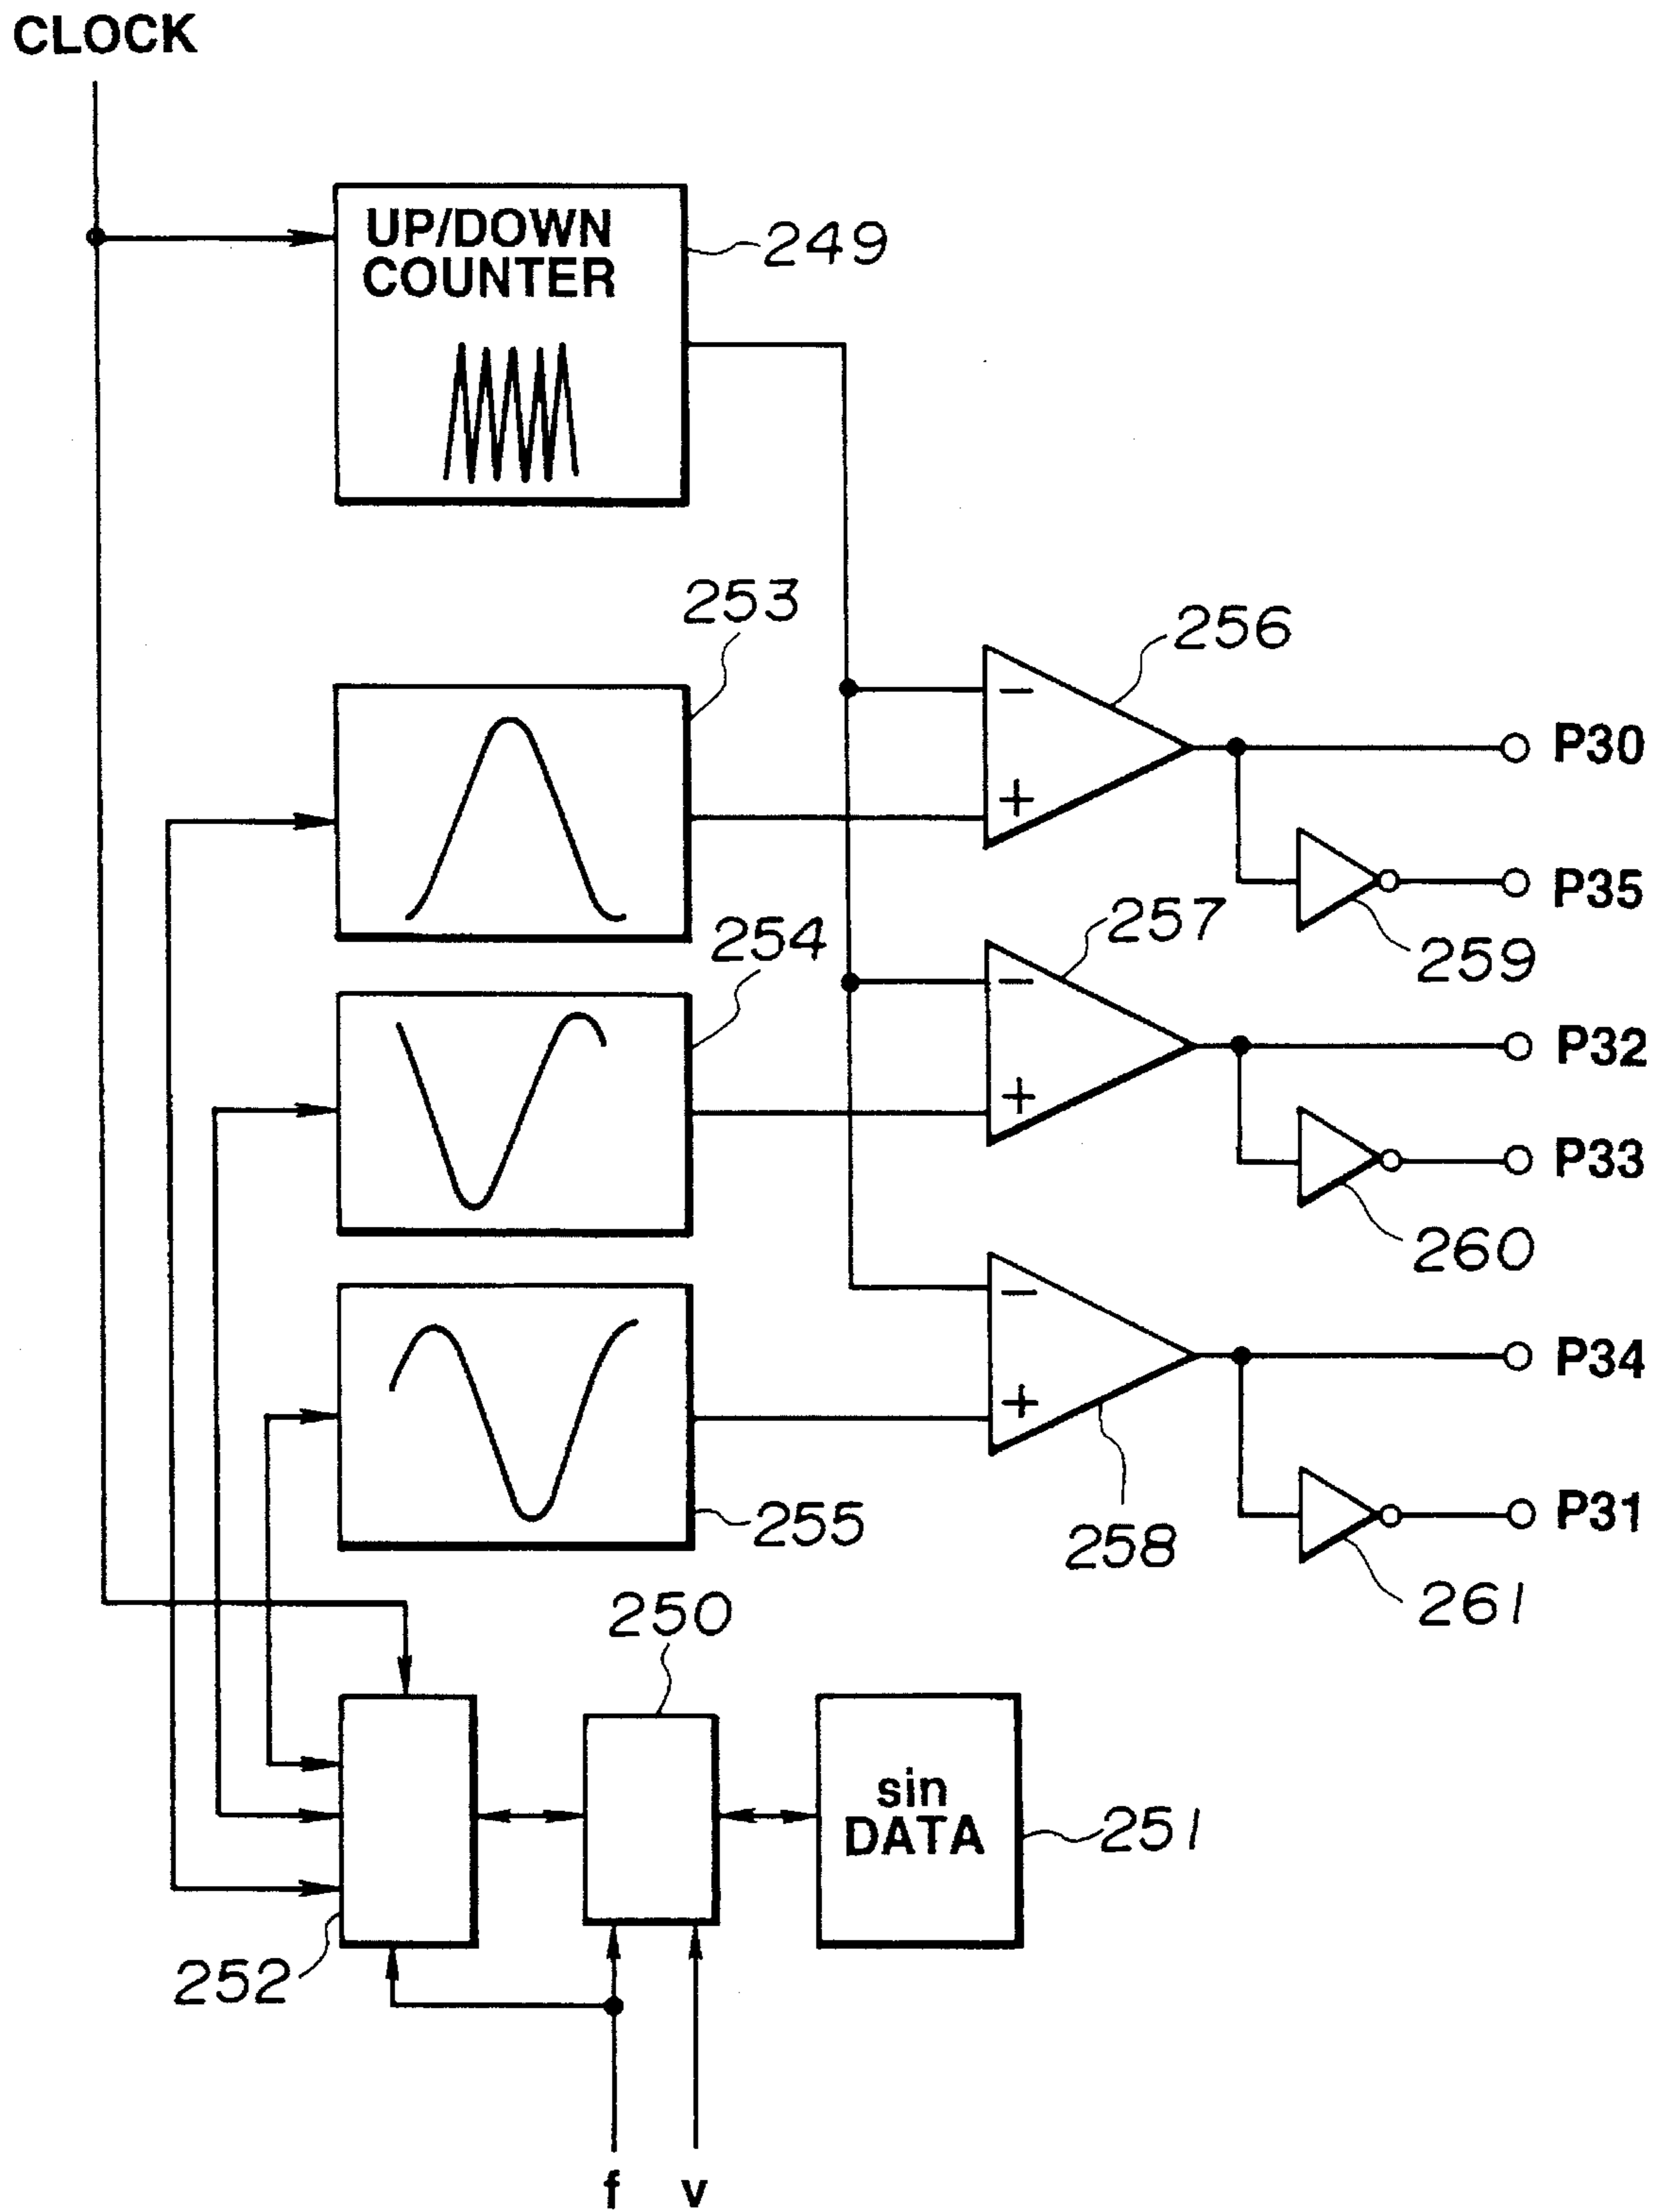 CLOCK
UP/DOWN
COUNTER
249
253
256
−
+
P30
P35
259
254
257
−
+
P32
P33
260
−
+
P34
255
258
P31
261
250
sin
DATA
251
252
f
v